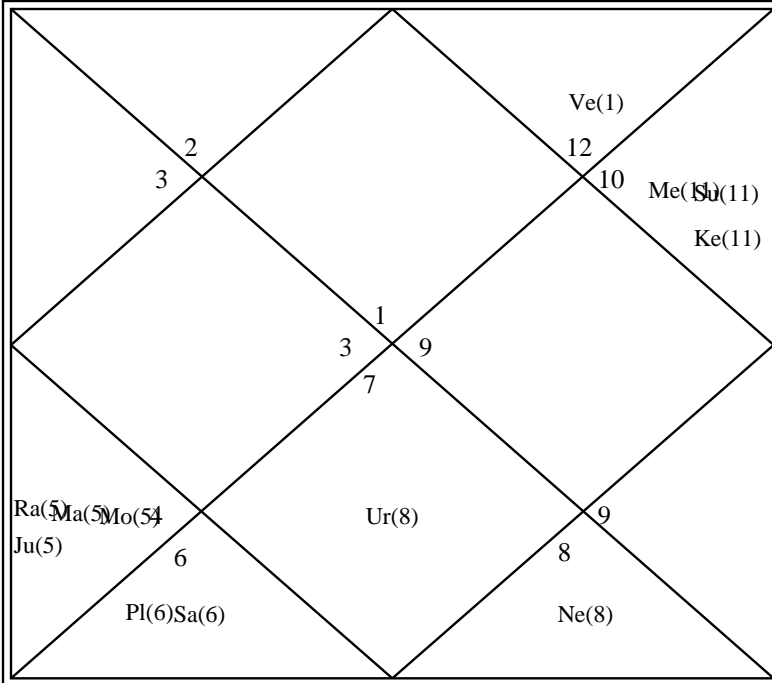 Ve(1)
2
12
3
10
Me(11)
Su(11)
Ke(11)
1
3
9
7
Ra(5)
Ma(5)
Mo(5)
4
Ur(8)
9
Ju(5)
6
8
Pl(6)
Sa(6)
Ne(8)